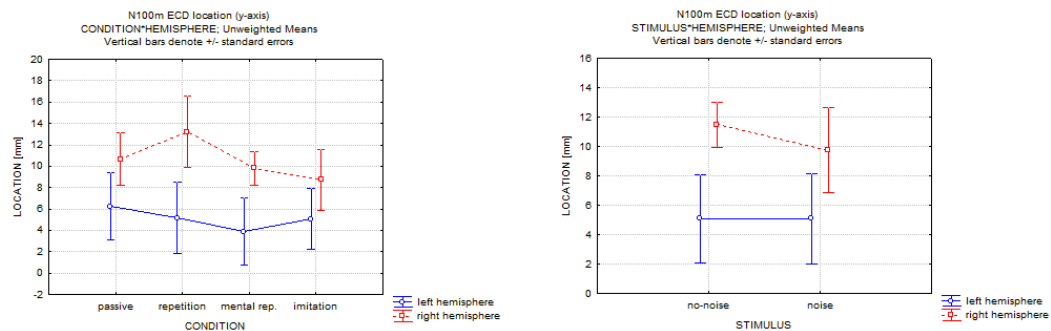 N100m ECD location (y-axis)
CONDITION*HEMISPHERE; Unweighted Means
Vertical bars denote +/- standard errors
20
18
16
14
12
10
8
6
4
2
0
-2
LOCATION [mm]
passive
repetition
mental rep.
imitation
CONDITION
left hemisphere
right hemisphere
N100m ECD location (y-axis)
STIMULUS*HEMISPHERE; Unweighted Means
Vertical bars denote +/- standard errors
16
14
12
10
8
6
4
2
0
LOCATION [mm]
no-noise
noise
STIMULUS
left hemisphere
right hemisphere